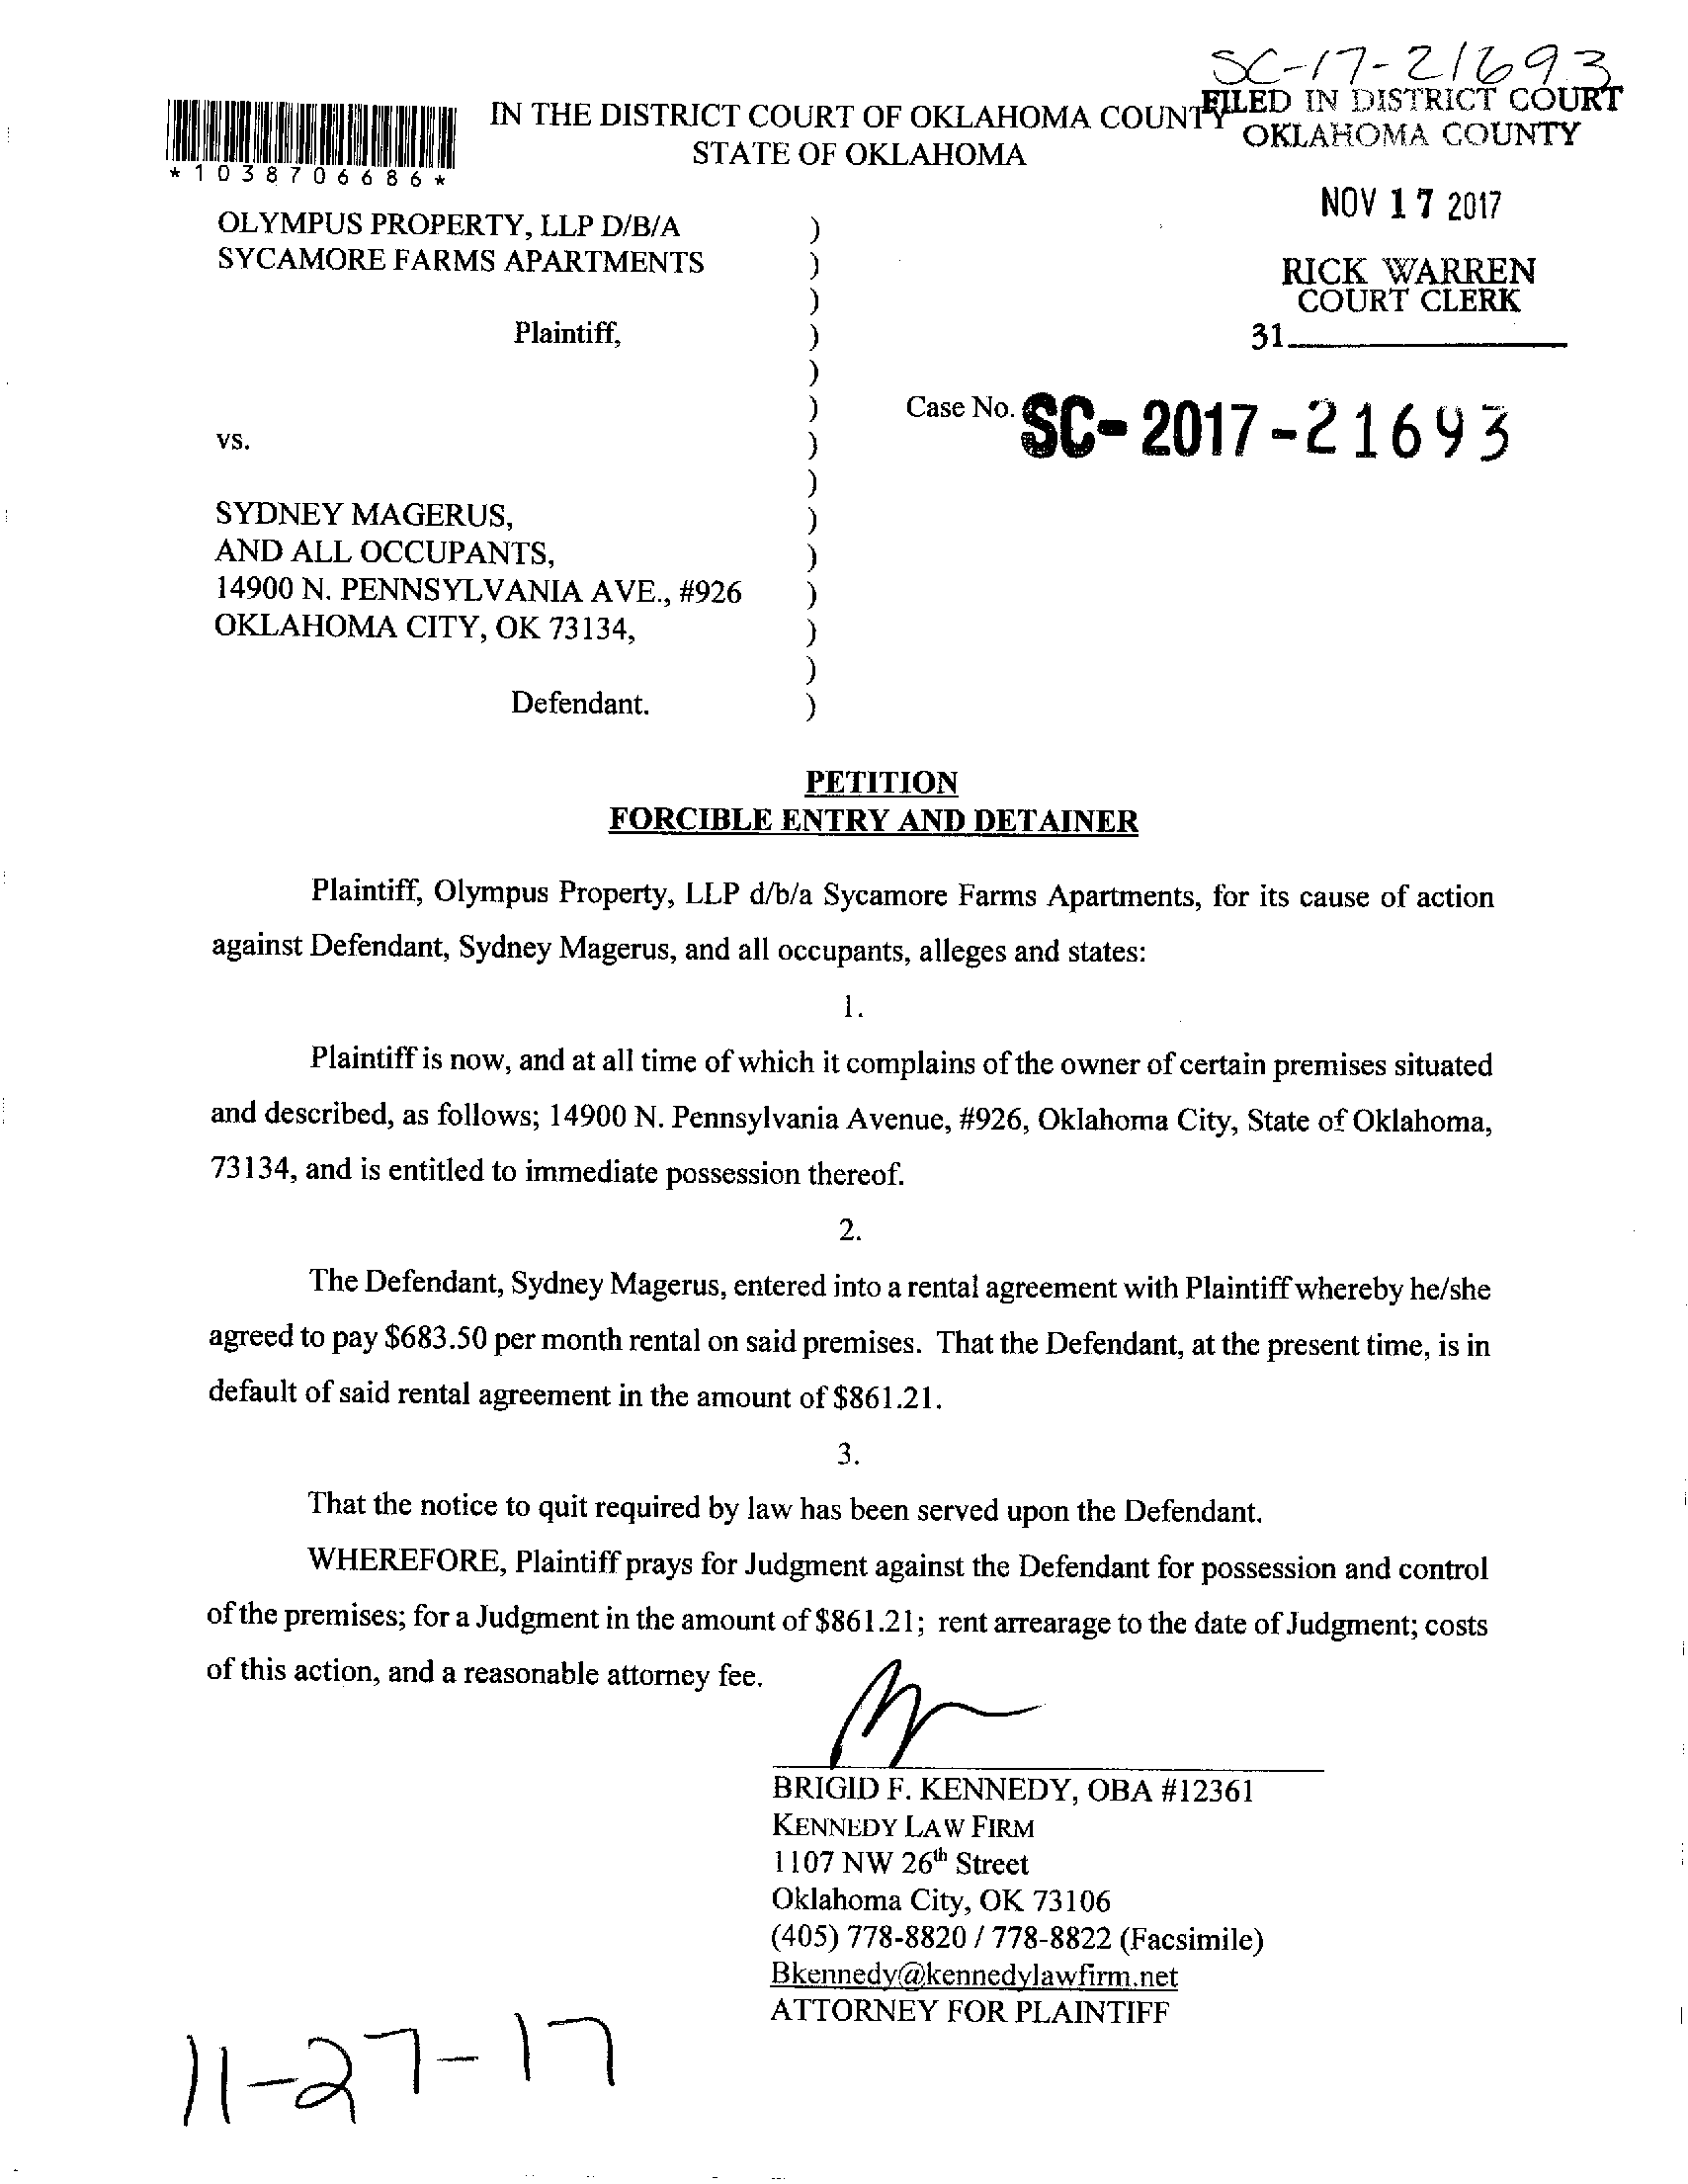 SC-17-21693
FILED IN DISTRICT COURT
OKLAHOMA COUNTY
IN THE DISTRICT COURT OF OKLAHOMA COUNTY
STATE OF OKLAHOMA
*1038706686*
NOV 17 2017
RICK WARREN
COURT CLERK
31
OLYMPUS PROPERTY, LLP D/B/A )
SYCAMORE FARMS APARTMENTS )
)
Plaintiff, )
)
) Case No. SC-2017-21693
vs. )
)
SYDNEY MAGERUS, )
AND ALL OCCUPANTS, )
14900 N. PENNSYLVANIA AVE., #926 )
OKLAHOMA CITY, OK 73134, )
)
Defendant. )
PETITION
FORCIBLE ENTRY AND DETAINER
Plaintiff, Olympus Property, LLP d/b/a Sycamore Farms Apartments, for its cause of action
against Defendant, Sydney Magerus, and all occupants, alleges and states:
1.
Plaintiff is now, and at all time of which it complains of the owner of certain premises situated
and described, as follows; 14900 N. Pennsylvania Avenue, #926, Oklahoma City, State of Oklahoma,
73134, and is entitled to immediate possession thereof.
2.
The Defendant, Sydney Magerus, entered into a rental agreement with Plaintiff whereby he/she
agreed to pay $683.50 per month rental on said premises. That the Defendant, at the present time, is in
default of said rental agreement in the amount of $861.21.
3.
That the notice to quit required by law has been served upon the Defendant.
WHEREFORE, Plaintiff prays for Judgment against the Defendant for possession and control
of the premises; for a Judgment in the amount of $861.21; rent arrearage to the date of Judgment; costs
of this action, and a reasonable attorney fee.
BRIGID F. KENNEDY, OBA #12361
KENNEDY LAW FIRM
1107 NW 26th Street
Oklahoma City, OK 73106
(405) 778-8820 / 778-8822 (Facsimile)
Bkennedy@kennedylawfirm.net
ATTORNEY FOR PLAINTIFF
11-27-17